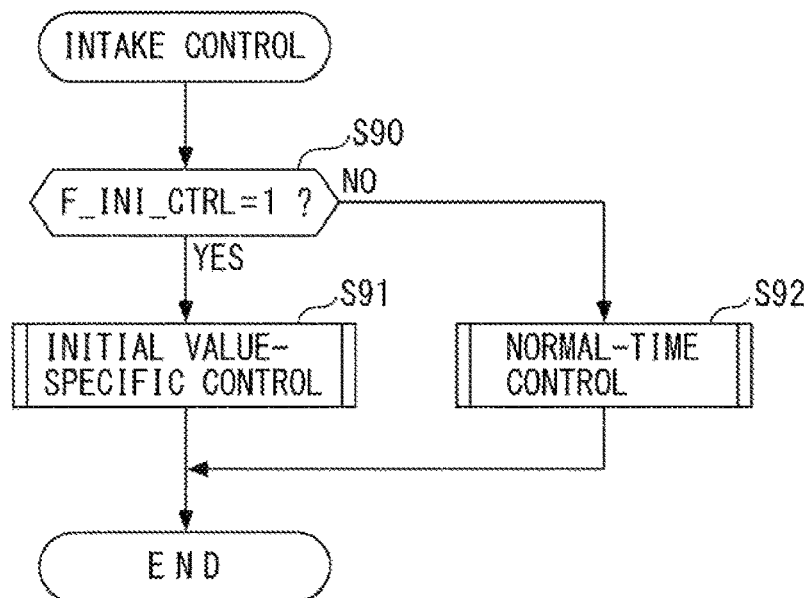 INTAKE CONTROL
S90
F_INI_CTRL=1 ?
NO
YES
S91
INITIAL VALUE-
SPECIFIC CONTROL
S92
NORMAL-TIME
CONTROL
END